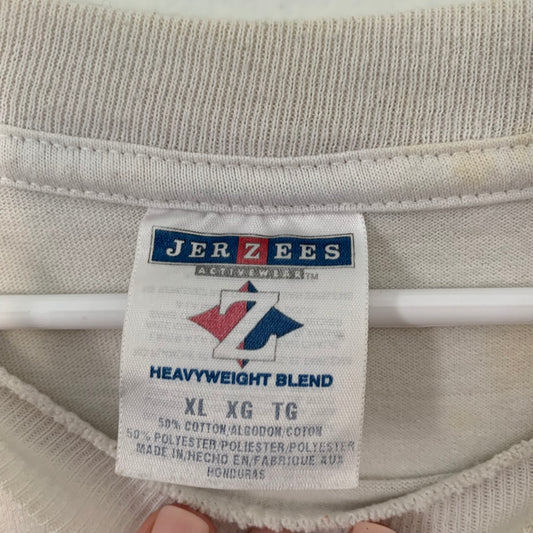 JERZEES
ACTIVEWEAR™
Z
HEAVYWEIGHT BLEND
XL XG TG
50% COTTON/ALGODON/COTON
50% POLYESTER/POLIESTER/POLYESTER
MADE IN/HECHO EN/FABRIQUE AUX
HONDURAS